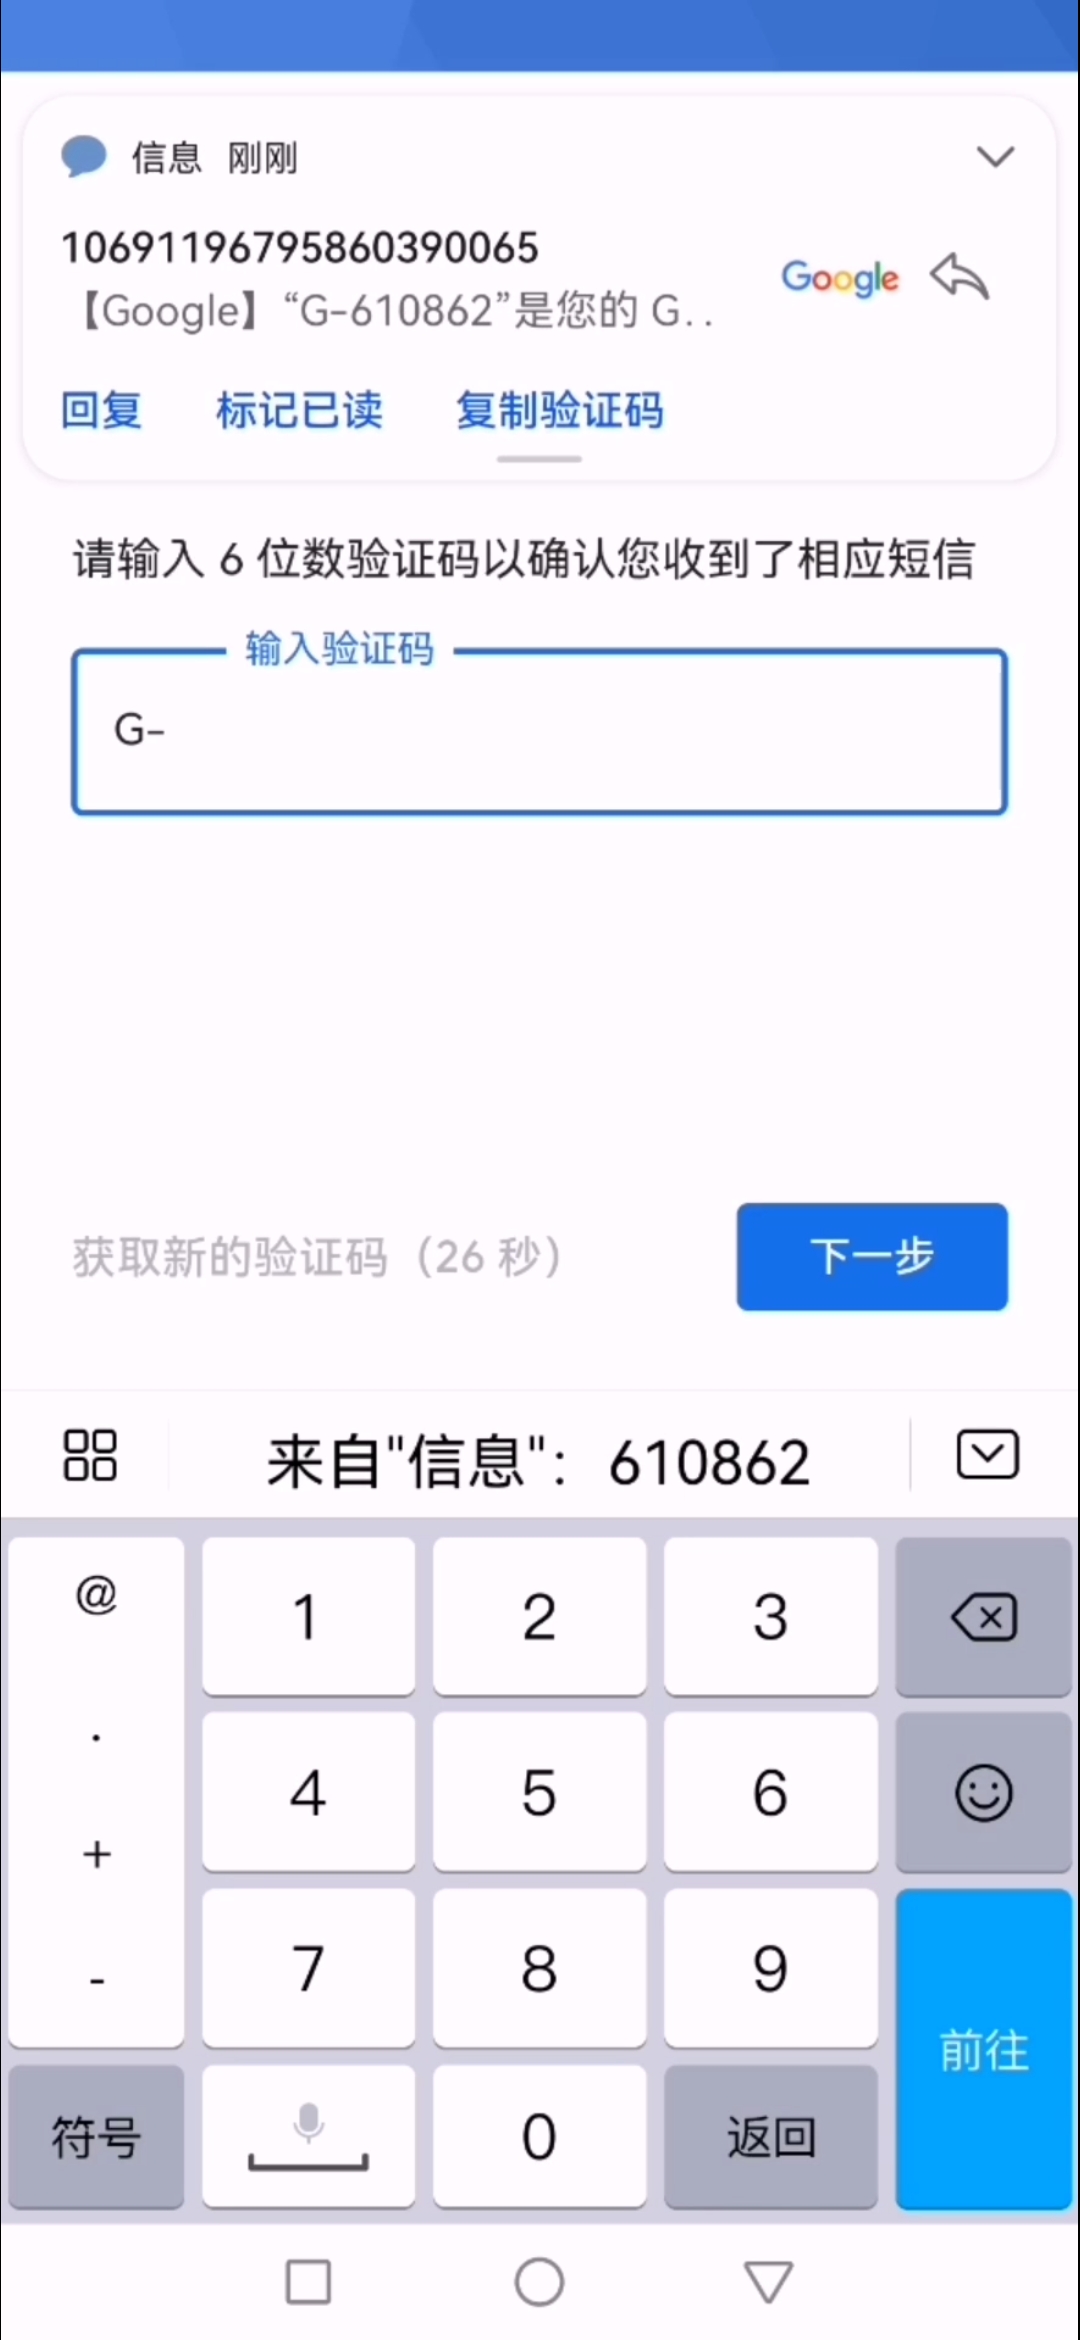 信息 刚刚
10691196795860390065
【Google】“G-610862”是您的 G..
Google
回复 标记已读 复制验证码
请输入 6 位数验证码以确认您收到了相应短信
输入验证码
G-
获取新的验证码（26 秒） 下一步
来自"信息"： 610862
@ 1 2 3
.
4 5 6
+
7 8 9
-
前往
符号 0 返回